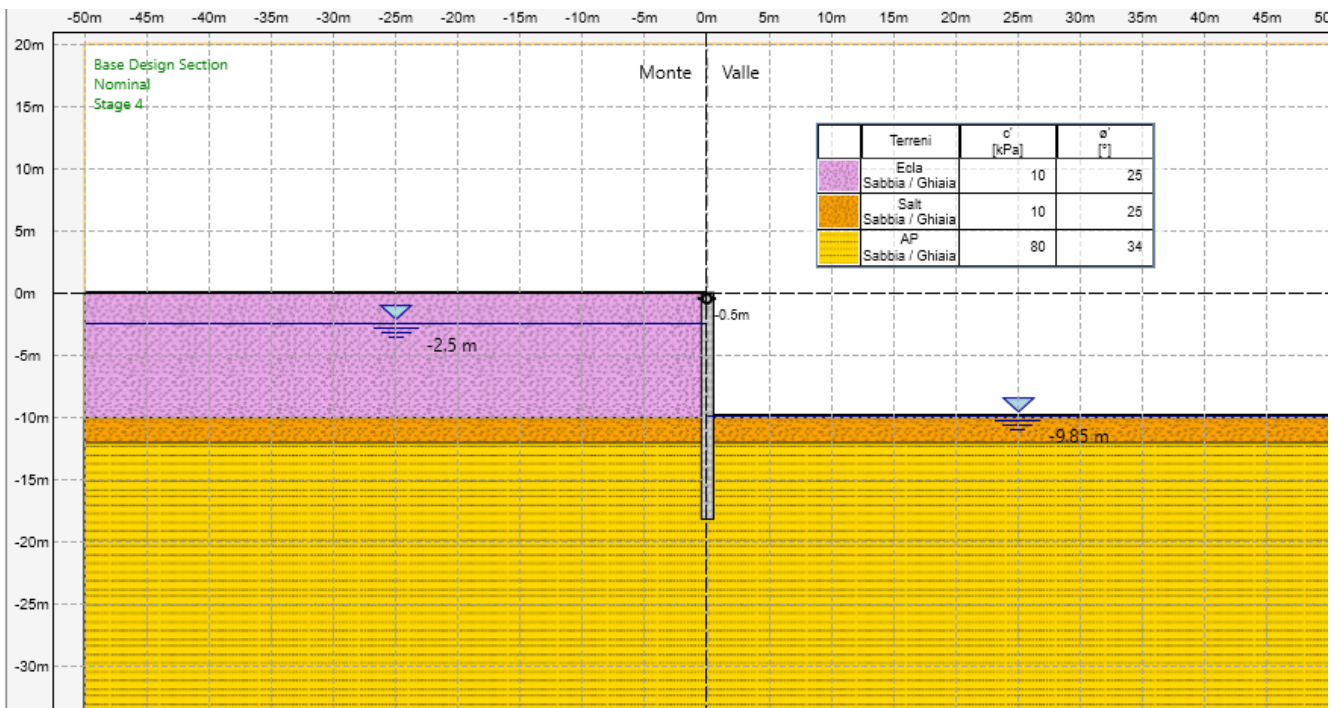 -50m -45m -40m -35m -30m -25m -20m -15m -10m -5m 0m 5m 10m 15m 20m 25m 30m 35m 40m 45m 50
20m
Base Design Section
Nominal
Stage 4
Monte Valle
15m
Terreni c' [kPa] ø' [°]
10m
Ecla
Sabbia / Ghiaia 10 25
Salt
Sabbia / Ghiaia 10 25
5m
AP
Sabbia / Ghiaia 80 34
0m
-0.5m
-2.5 m
-5m
-10m
-9.85 m
-15m
-20m
-25m
-30m